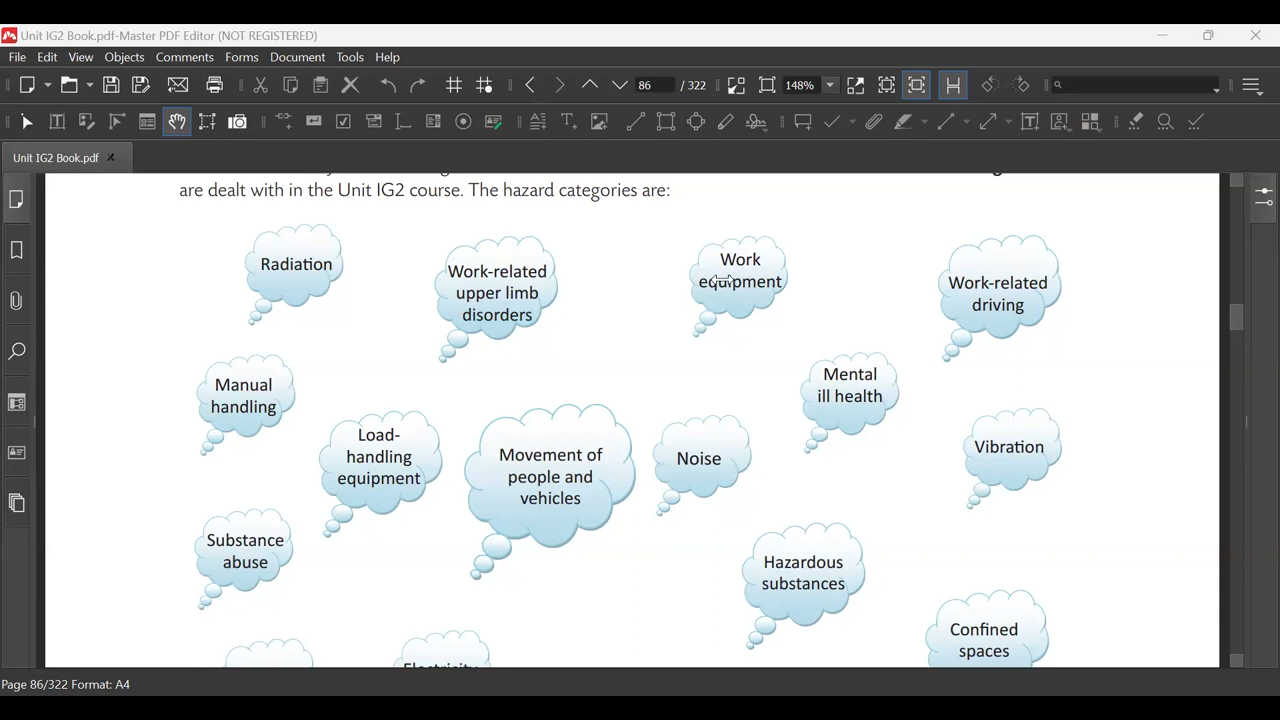 Unit IG2 Book.pdf-Master PDF Editor (NOT REGISTERED)
File Edit View Objects Comments Forms Document Tools Help
86 / 322 148%
Unit IG2 Book.pdf
are dealt with in the Unit IG2 course. The hazard categories are:
Radiation
Work-related
upper limb
disorders
Work
equipment
Work-related
driving
Manual
handling
Load-
handling
equipment
Movement of
people and
vehicles
Noise
Mental
ill health
Vibration
Substance
abuse
Hazardous
substances
Confined
spaces
Electricity
Page 86/322 Format: A4